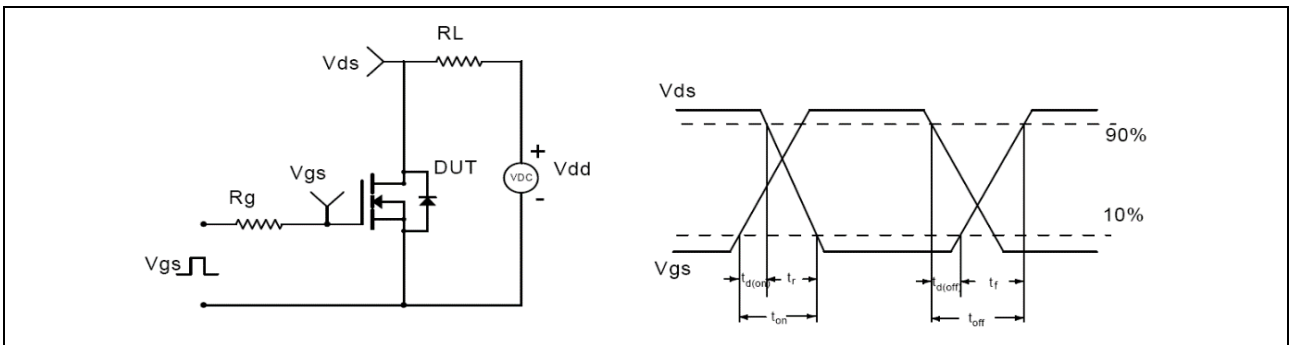 RL
Vds
Vgs
DUT
Rg
+
VDC
Vdd
-
Vgs
Vds
90%
10%
Vgs
td(on)
tr
td(off)
tf
ton
toff